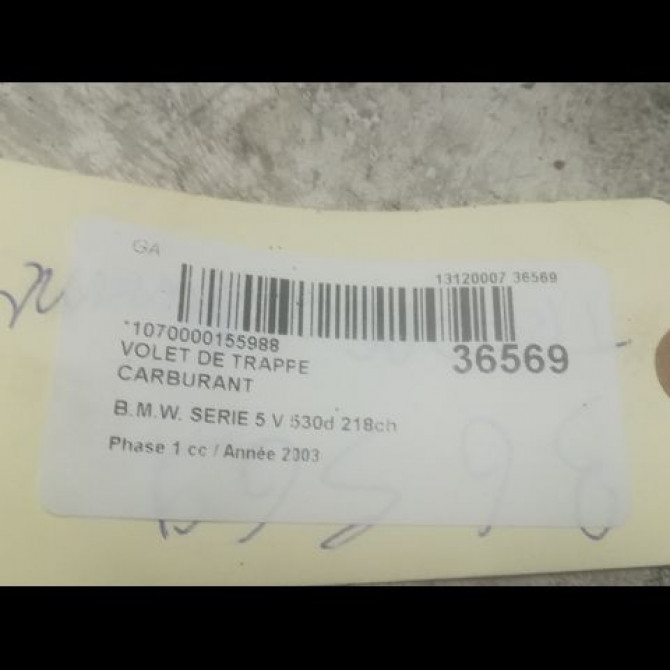 GA
13120007 36569
*1070000155988
36569
VOLET DE TRAPPE
CARBURANT
B.M.W. SERIE 5 V 530d 218ch
Phase 1 cc / Année 2003